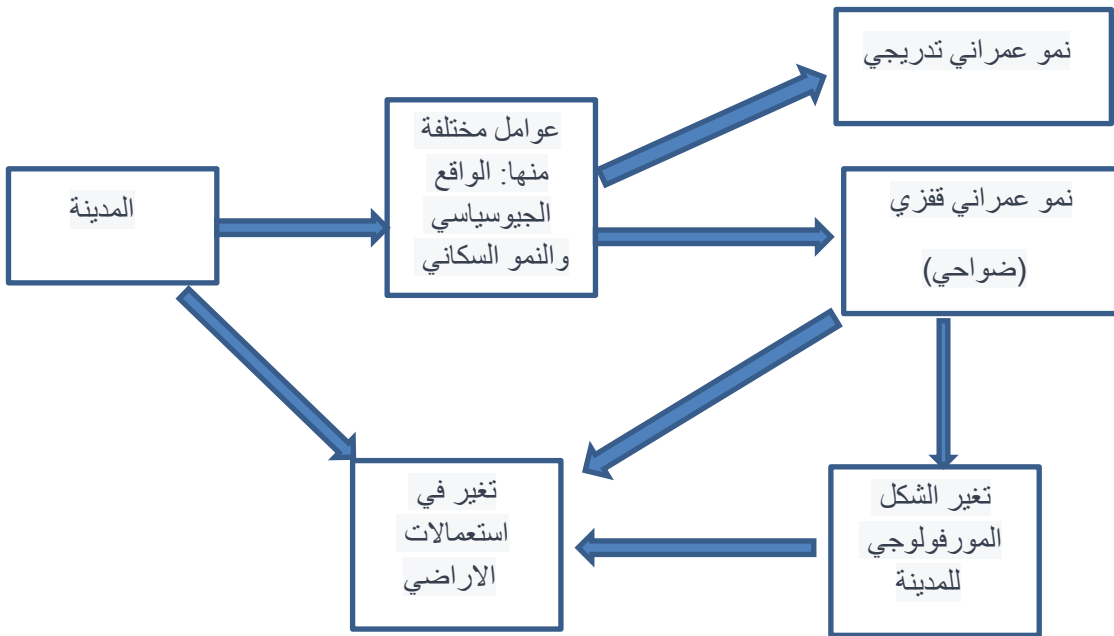 نمو عمراني تدريجي
عوامل مختلفة
منها: الواقع
الجيوسياسي
والنمو السكاني
المدينة
نمو عمراني قفزي
(ضواحي)
تغير في
استعمالات
الاراضي
تغير الشكل
المورفولوجي
للمدينة